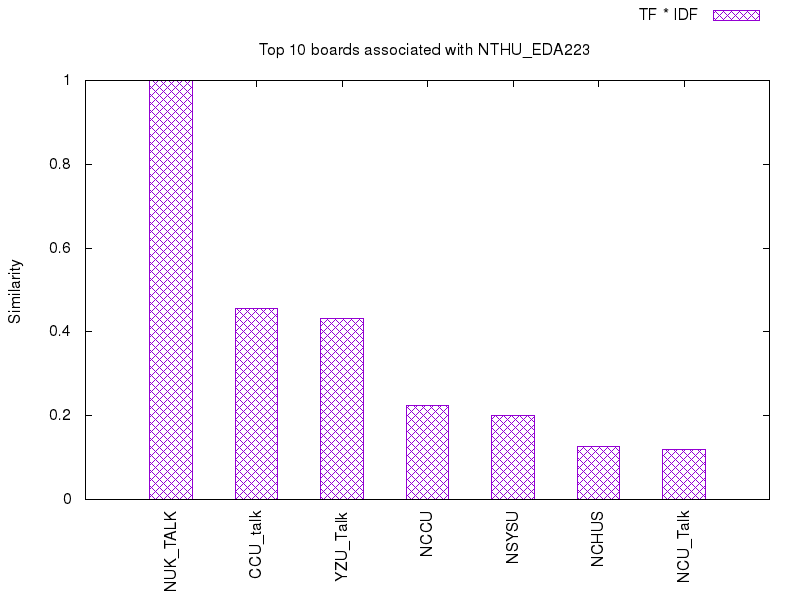 TF * IDF
Top 10 boards associated with NTHU_EDA223
Similarity
1
0.8
0.6
0.4
0.2
0
NUK_TALK
CCU_talk
YZU_Talk
NCCU
NSYSU
NCHUS
NCU_Talk